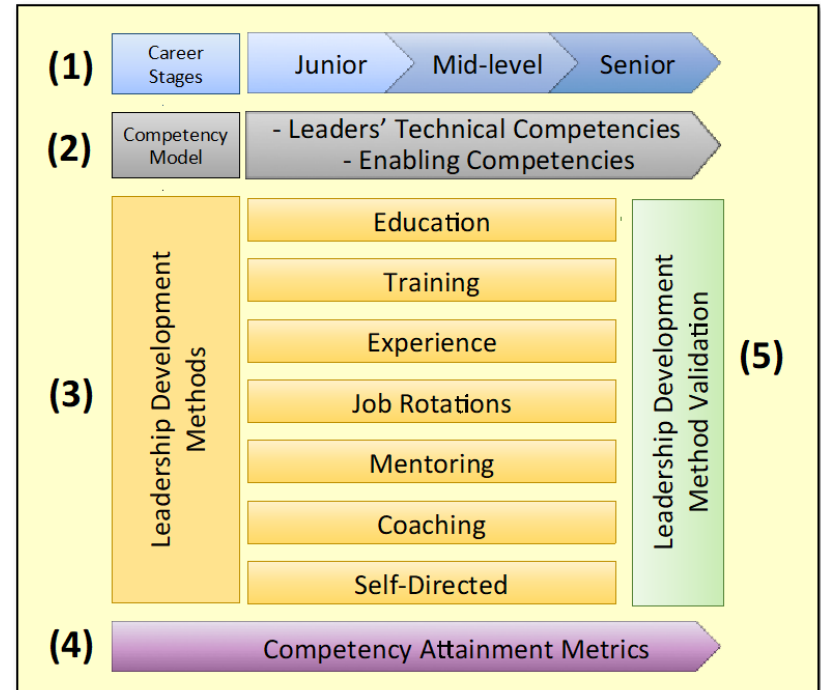 (1)
Career
Stages
Junior
Mid-level
Senior
(2)
Competency
Model
- Leaders’ Technical Competencies
- Enabling Competencies
(3)
Leadership Development
Methods
Education
Training
Experience
Job Rotations
Mentoring
Coaching
Self-Directed
Leadership Development
Method Validation
(5)
(4)
Competency Attainment Metrics